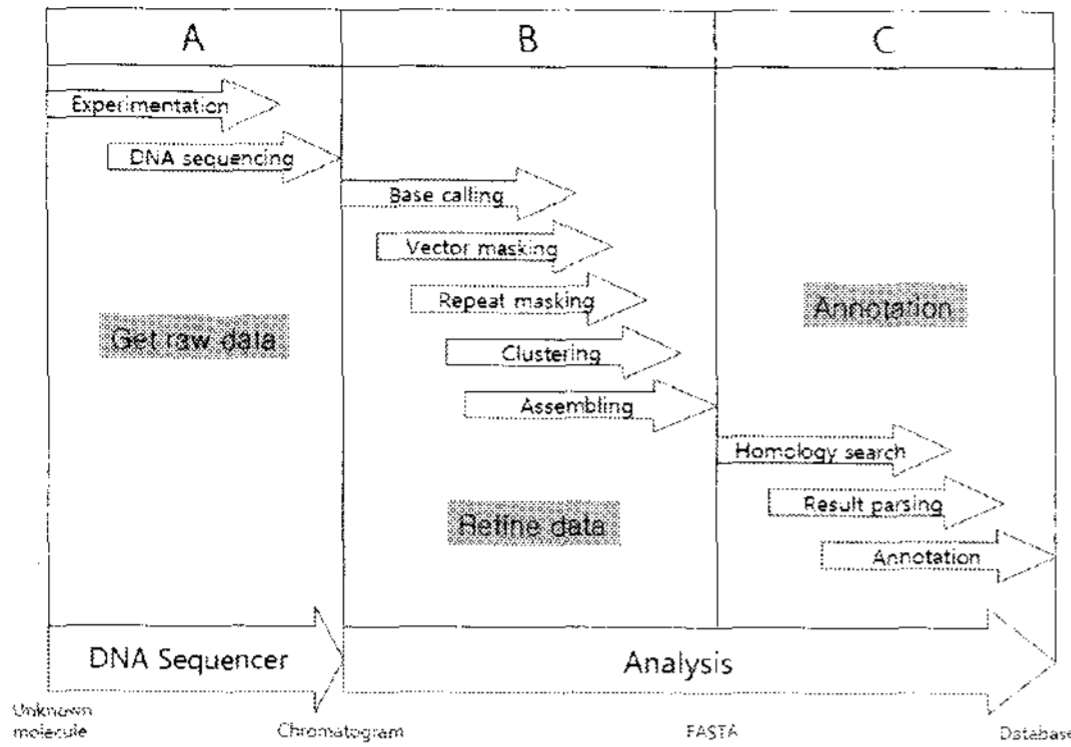 A
B
C
Experimentation
DNA sequencing
Base calling
Vector masking
Repeat masking
Clustering
Assembling
Get raw data
Annotation
Homology search
Result parsing
Annotation
Refine data
DNA Sequencer
Analysis
Unknown
molecule
Chromatogram
FASTA
Database